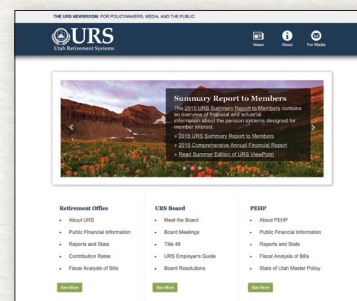 THE URS NEWSROOM: FOR POLICYMAKERS, MEDIA, AND THE PUBLIC
URS
Utah Retirement Systems
News
About
For Media
Summary Report to Members
The 2015 URS Summary Report to Members contains
an overview of financial and actuarial
information about the pension systems designed for
member interest.
» 2015 URS Summary Report to Members
» 2015 Comprehensive Annual Financial Report
» Read Summer Edition of URS ViewPoint
Retirement Office
• About URS
• Public Financial Information
• Reports and Stats
• Contribution Rates
• Fiscal Analysis of Bills
See More
URS Board
• Meet the Board
• Board Meetings
• Title 49
• URS Employer's Guide
• Board Resolutions
See More
PEHP
• About PEHP
• Public Financial Information
• Reports and Stats
• Fiscal Analysis of Bills
• State of Utah Master Policy
See More